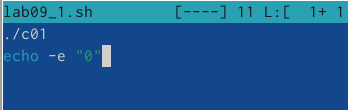 lab09_1.sh [----] 11 L:[ 1+ 1
./c01
echo -e "0"